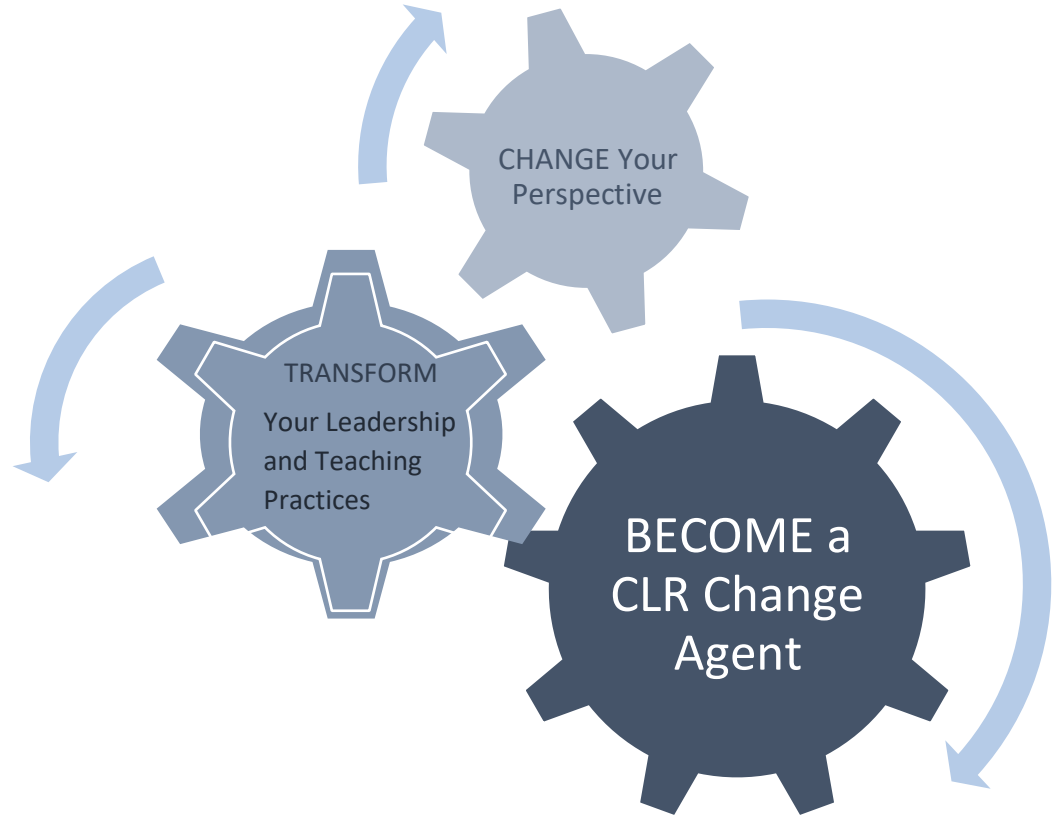 CHANGE Your
Perspective
TRANSFORM
Your Leadership
and Teaching
Practices
BECOME a
CLR Change
Agent